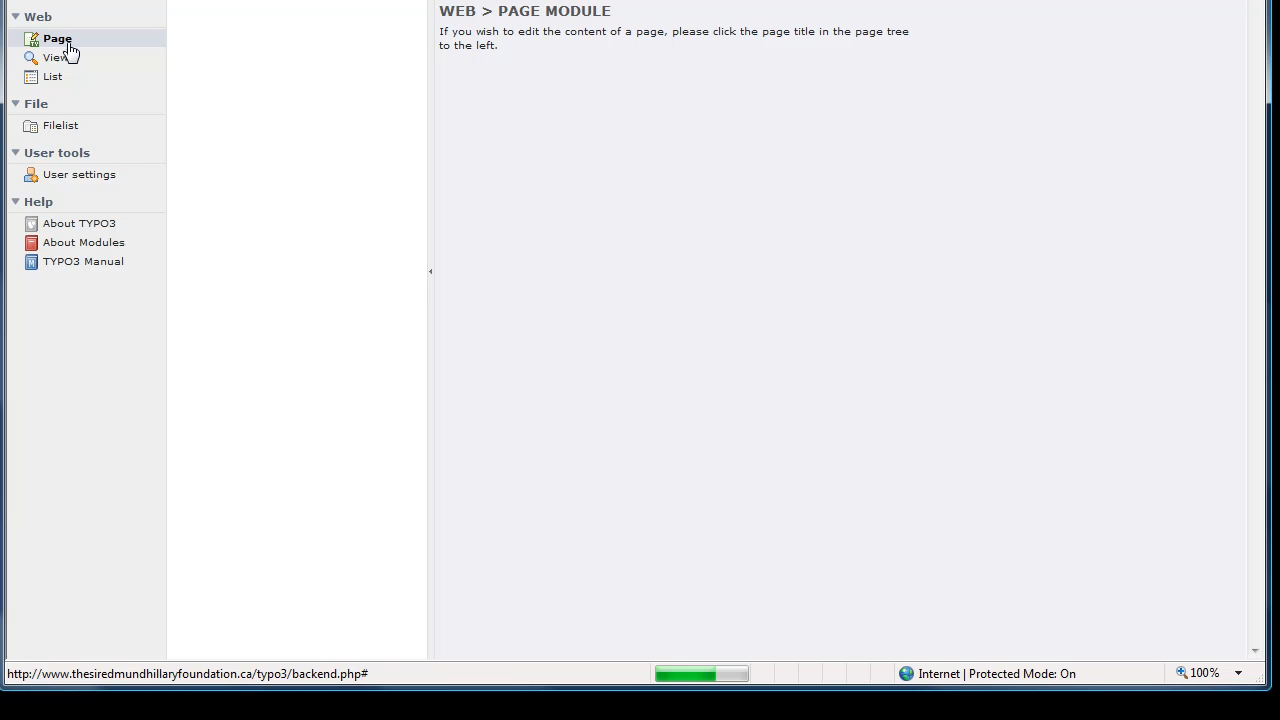 Web
Page
View
List
File
Filelist
User tools
User settings
Help
About TYPO3
About Modules
TYPO3 Manual
WEB > PAGE MODULE
If you wish to edit the content of a page, please click the page title in the page tree
to the left.
http://www.thesiredmundhillaryfoundation.ca/typo3/backend.php#
Internet | Protected Mode: On
100%